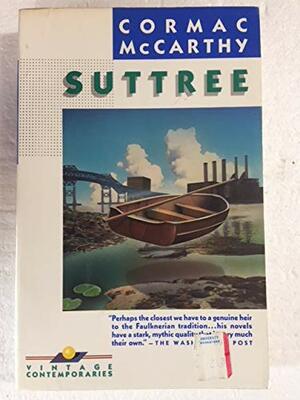 CORMAC
McCARTHY
SUTTREE
"Perhaps the closest we have to a genuine heir
to the Faulknerian tradition...his novels
have a stark, mythic much
their own." — THE POST
VINTAGE
CONTEMPORARIES